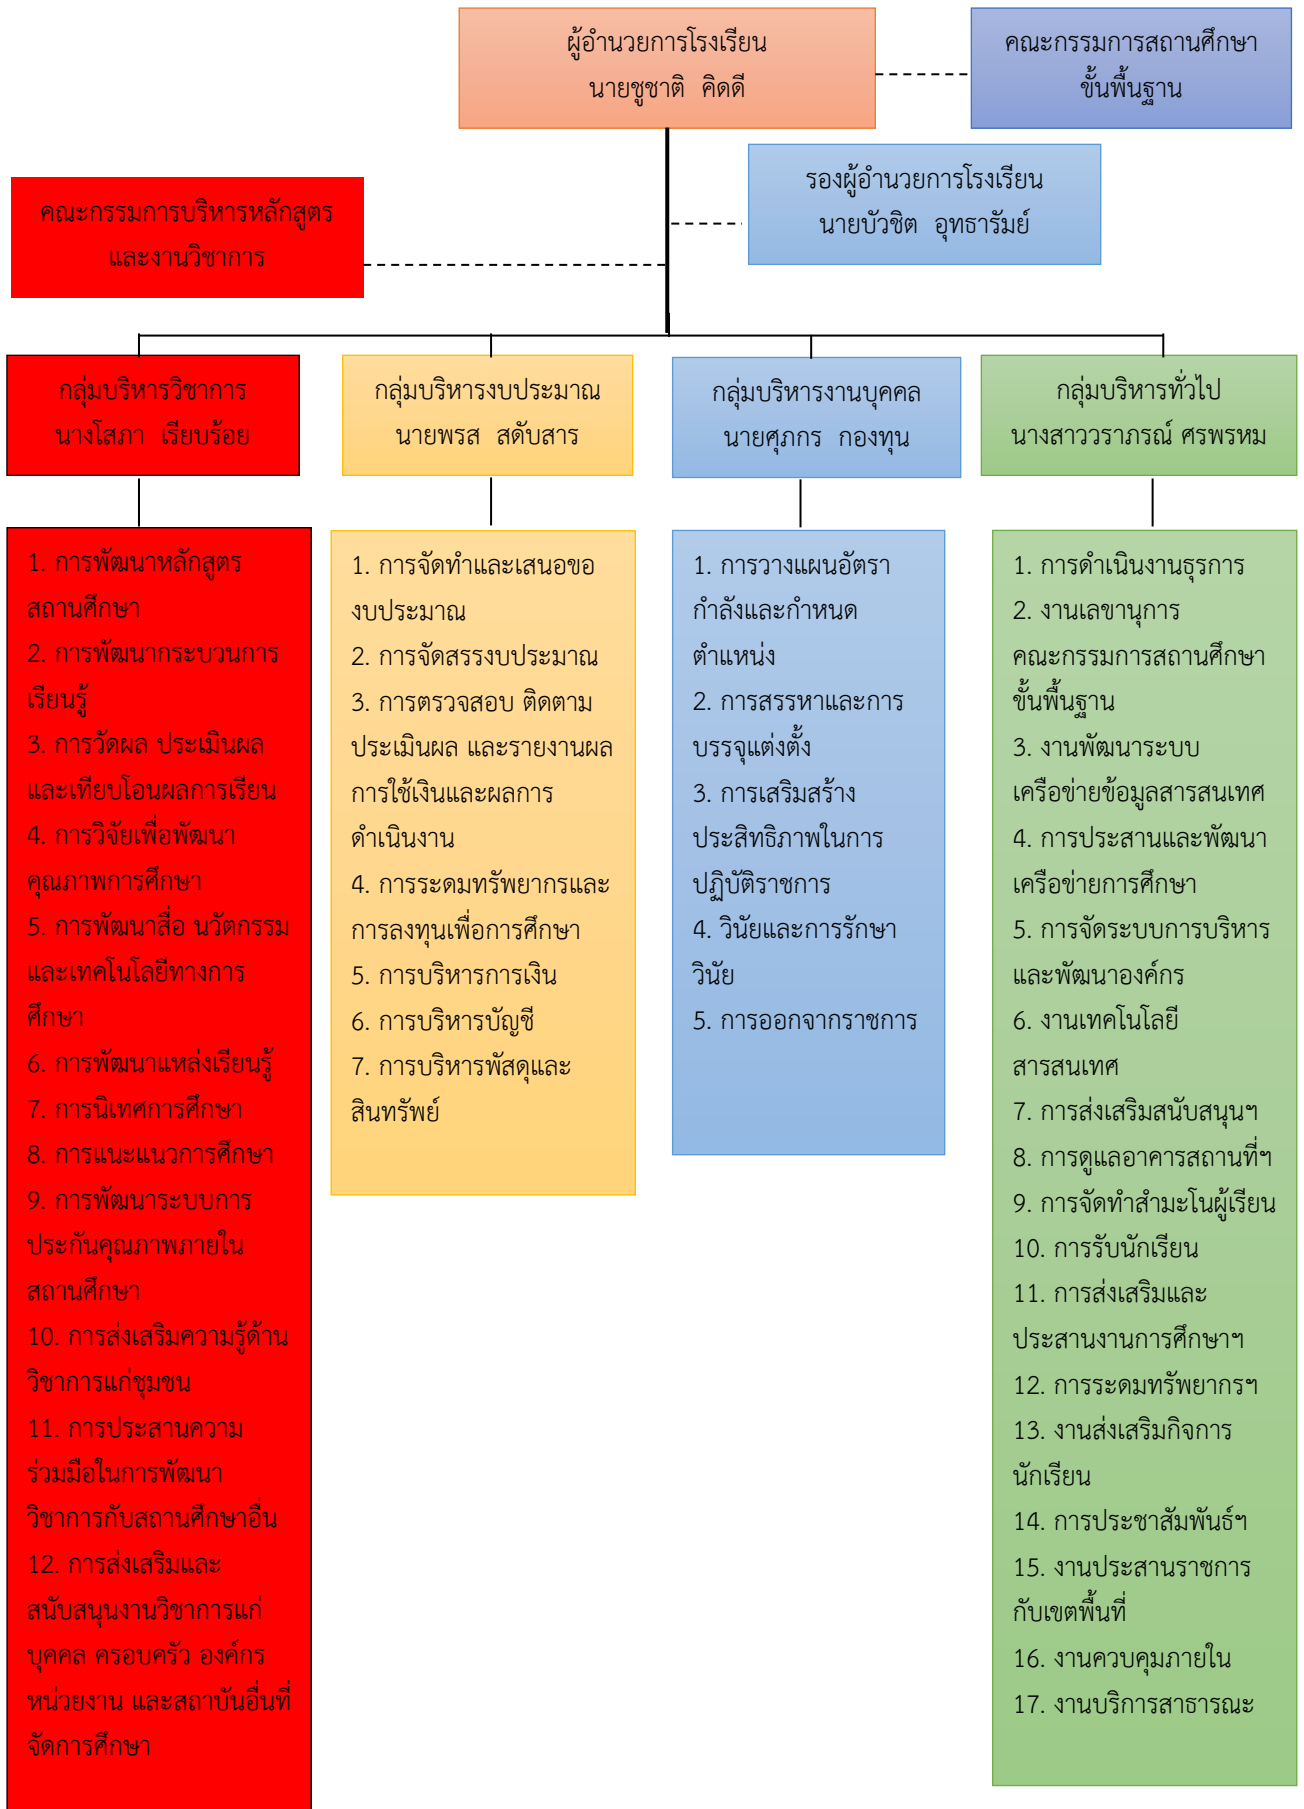 ผู้อำนวยการโรงเรียน
นายชูชาติ  คิดดี
คณะกรรมการสถานศึกษา
ขั้นพื้นฐาน
รองผู้อำนวยการโรงเรียน
นายบัวชิต  อุทธารัมย์
คณะกรรมการบริหารหลักสูตร
และงานวิชาการ
กลุ่มบริหารวิชาการ
นางโสภา  เรียบร้อย
กลุ่มบริหารงบประมาณ
นายพรส  สดับสาร
กลุ่มบริหารงานบุคคล
นายศุภกร  กองทุน
กลุ่มบริหารทั่วไป
นางสาววราภรณ์ ศรพรหม
1. การพัฒนาหลักสูตร
สถานศึกษา
2. การพัฒนากระบวนการ
เรียนรู้
3. การวัดผล ประเมินผล
และเทียบโอนผลการเรียน
4. การวิจัยเพื่อพัฒนา
คุณภาพการศึกษา
5. การพัฒนาสื่อ นวัตกรรม
และเทคโนโลยีทางการ
ศึกษา
6. การพัฒนาแหล่งเรียนรู้
7. การนิเทศการศึกษา
8. การแนะแนวการศึกษา
9. การพัฒนาระบบการ
ประกันคุณภาพภายใน
สถานศึกษา
10. การส่งเสริมความรู้ด้าน
วิชาการแก่ชุมชน
11. การประสานความ
ร่วมมือในการพัฒนา
วิชาการกับสถานศึกษาอื่น
12. การส่งเสริมและ
สนับสนุนงานวิชาการแก่
บุคคล ครอบครัว องค์กร
หน่วยงาน และสถาบันอื่นที่
จัดการศึกษา
1. การจัดทำและเสนอขอ
งบประมาณ
2. การจัดสรรงบประมาณ
3. การตรวจสอบ ติดตาม
ประเมินผล และรายงานผล
การใช้เงินและผลการ
ดำเนินงาน
4. การระดมทรัพยากรและ
การลงทุนเพื่อการศึกษา
5. การบริหารการเงิน
6. การบริหารบัญชี
7. การบริหารพัสดุและ
สินทรัพย์
1. การวางแผนอัตรา
กำลังและกำหนด
ตำแหน่ง
2. การสรรหาและการ
บรรจุแต่งตั้ง
3. การเสริมสร้าง
ประสิทธิภาพในการ
ปฏิบัติราชการ
4. วินัยและการรักษา
วินัย
5. การออกจากราชการ
1. การดำเนินงานธุรการ
2. งานเลขานุการ
คณะกรรมการสถานศึกษา
ขั้นพื้นฐาน
3. งานพัฒนาระบบ
เครือข่ายข้อมูลสารสนเทศ
4. การประสานและพัฒนา
เครือข่ายการศึกษา
5. การจัดระบบการบริหาร
และพัฒนาองค์กร
6. งานเทคโนโลยี
สารสนเทศ
7. การส่งเสริมสนับสนุนฯ
8. การดูแลอาคารสถานที่ฯ
9. การจัดทำสำมะโนผู้เรียน
10. การรับนักเรียน
11. การส่งเสริมและ
ประสานงานการศึกษาฯ
12. การระดมทรัพยากรฯ
13. งานส่งเสริมกิจการ
นักเรียน
14. การประชาสัมพันธ์ฯ
15. งานประสานราชการ
กับเขตพื้นที่
16. งานควบคุมภายใน
17. งานบริการสาธารณะ